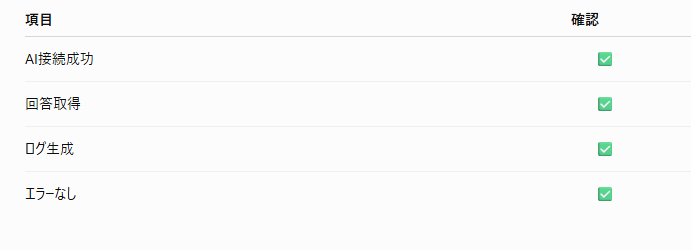 項目 確認
AI接続成功 ✅
回答取得 ✅
ログ生成 ✅
エラーなし ✅